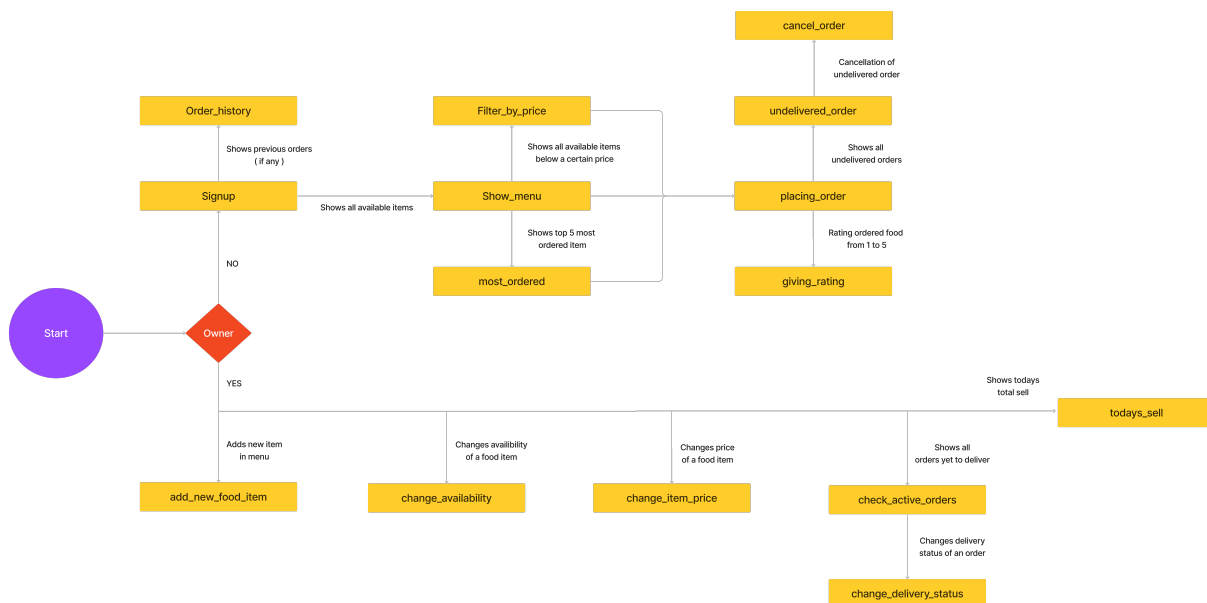 cancel_order
Cancellation of
undelivered order
Order_history
Filter_by_price
undelivered_order
Shows previous orders
( if any )
Shows all available items
below a certain price
Shows all
undelivered orders
Signup
Shows all available items
Show_menu
placing_order
Shows top 5 most
ordered item
Rating ordered food
from 1 to 5
NO
most_ordered
giving_rating
Start
Owner
YES
Shows todays
total sell
todays_sell
Adds new item
in menu
Changes availibility
of a food item
Changes price
of a food item
Shows all
orders yet to deliver
add_new_food_item
change_availability
change_item_price
check_active_orders
Changes delivery
status of an order
change_delivery_status